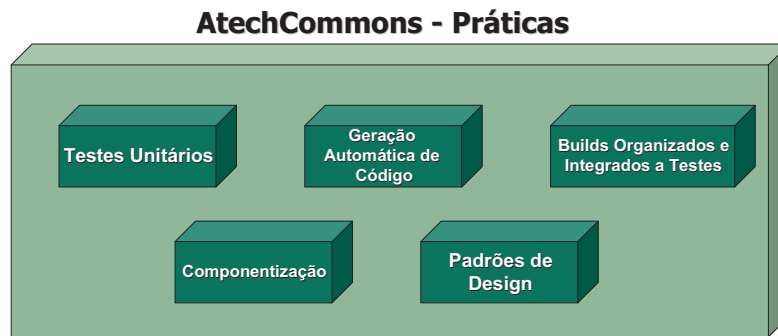 AtechCommons - Práticas
Testes Unitários
Geração
Automática de
Código
Builds Organizados e
Integrados a Testes
Componentização
Padrões de
Design